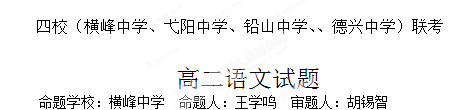 四校（横峰中学、弋阳中学、铅山中学、、德兴中学）联考
高二语文试题
命题学校：横峰中学 命题人：王学鸣 审题人：胡锡智